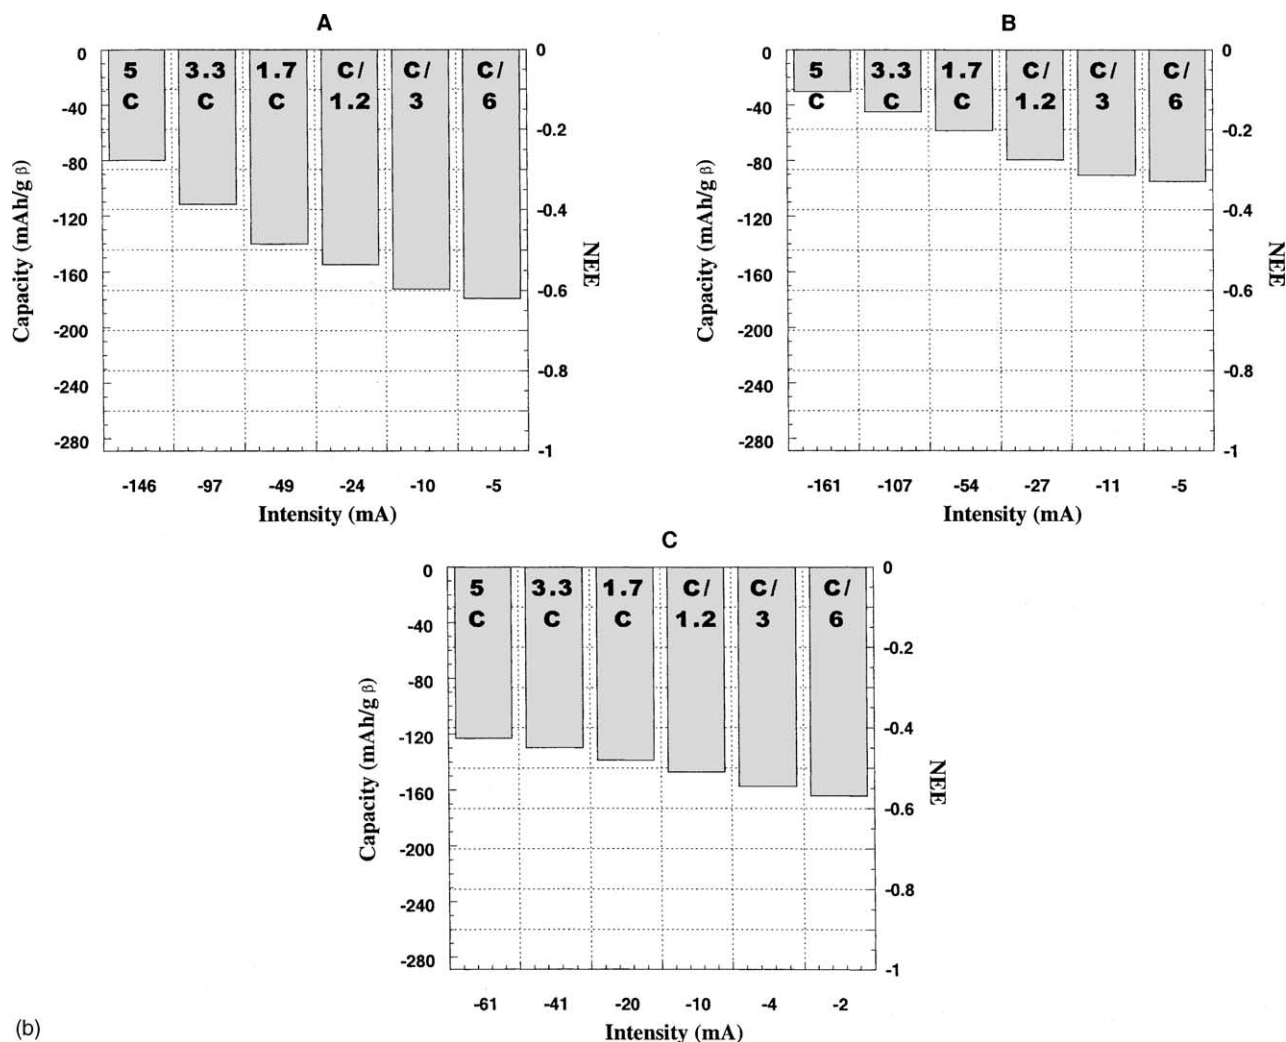 A
0
-40
-80
-120
-160
-200
-240
-280
Capacity (mAh/g β)
5 C
3.3 C
1.7 C
C/ 1.2
C/ 3
C/ 6
0
-0.2
-0.4
-0.6
-0.8
-1
NEE
-146 -97 -49 -24 -10 -5
Intensity (mA)
B
0
-40
-80
-120
-160
-200
-240
-280
Capacity (mAh/g β)
5 C
3.3 C
1.7 C
C/ 1.2
C/ 3
C/ 6
0
-0.2
-0.4
-0.6
-0.8
-1
NEE
-161 -107 -54 -27 -11 -5
Intensity (mA)
C
0
-40
-80
-120
-160
-200
-240
-280
Capacity (mAh/g β)
5 C
3.3 C
1.7 C
C/ 1.2
C/ 3
C/ 6
0
-0.2
-0.4
-0.6
-0.8
-1
NEE
-61 -41 -20 -10 -4 -2
Intensity (mA)
(b)